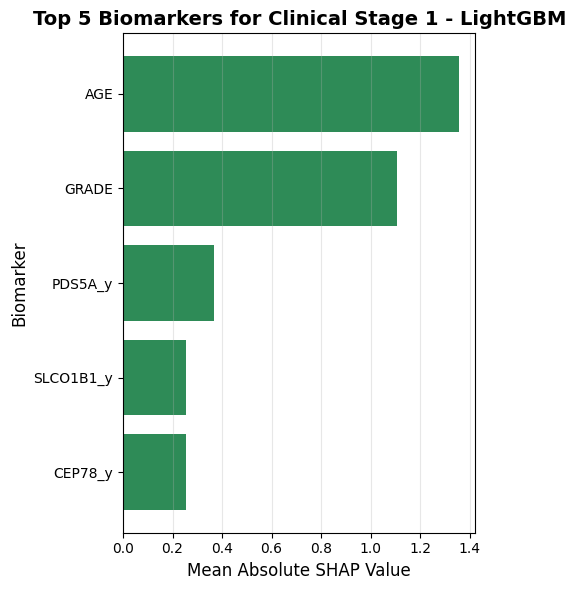 Top 5 Biomarkers for Clinical Stage 1 - LightGBM
Biomarker
AGE
GRADE
PDS5A_y
SLCO1B1_y
CEP78_y
0.0 0.2 0.4 0.6 0.8 1.0 1.2 1.4
Mean Absolute SHAP Value